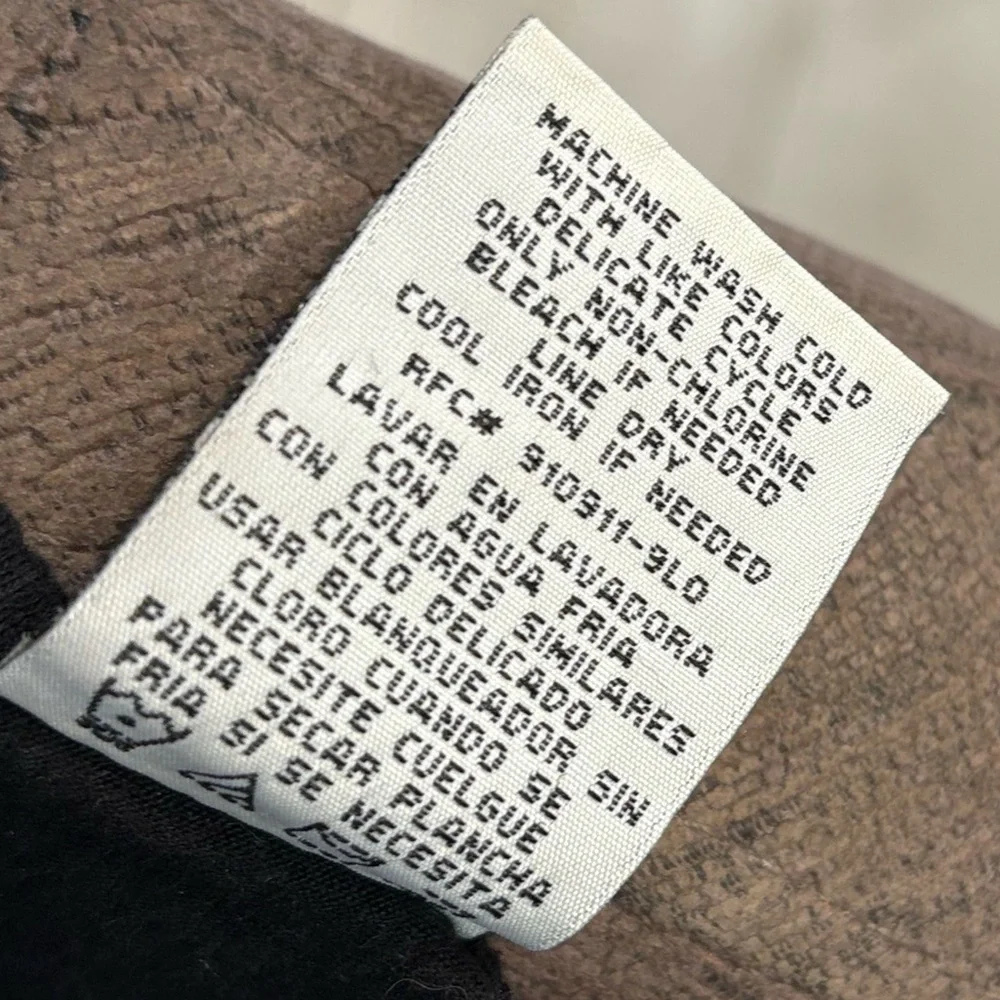 MACHINE WASH COLD
WITH LIKE COLORS
DELICATE CYCLE
ONLY NON-CHLORINE
BLEACH IF NEEDED
LINE DRY
COOL IRON IF NEEDED
RFC# 910911-9L0
LAVAR EN LAVADORA
CON AGUA FRIA
CON COLORES SIMILARES
CICLO DELICADO
USAR BLANQUEADOR SIN
CLORO CUANDO SE
NECESITE CUELGUE
PARA SECAR PLANCHA
FRIA SI SE NECESITA